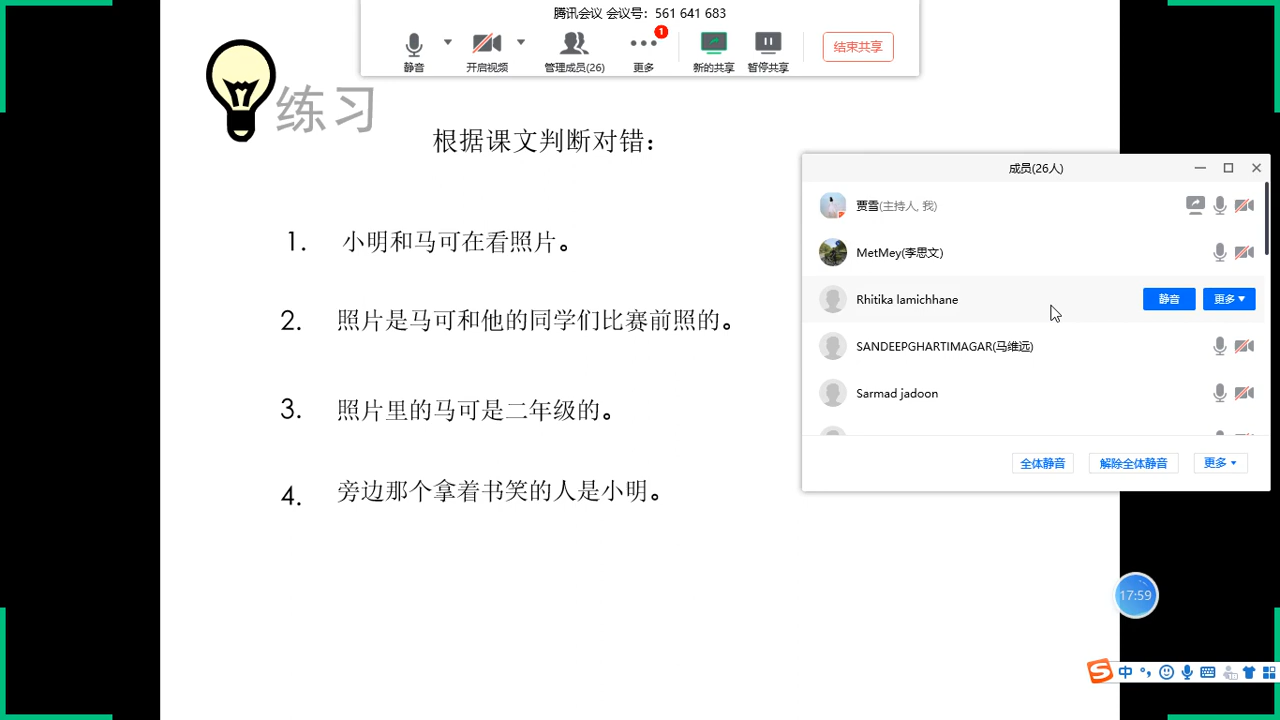 腾讯会议 会议号：561 641 683
1
静音
开启视频
管理成员(26)
更多
新的共享
暂停共享
结束共享
练习
根据课文判断对错：
1. 小明和马可在看照片。
2. 照片是马可和他的同学们比赛前照的。
3. 照片里的马可是二年级的。
4. 旁边那个拿着书笑的人是小明。
成员(26人)
贾雪(主持人, 我)
MetMey(李思文)
Rhitika lamichhane
静音
更多
SANDEEPGHARTIMAGAR(马维远)
Sarmad jadoon
全体静音
解除全体静音
更多
17:59
S 中